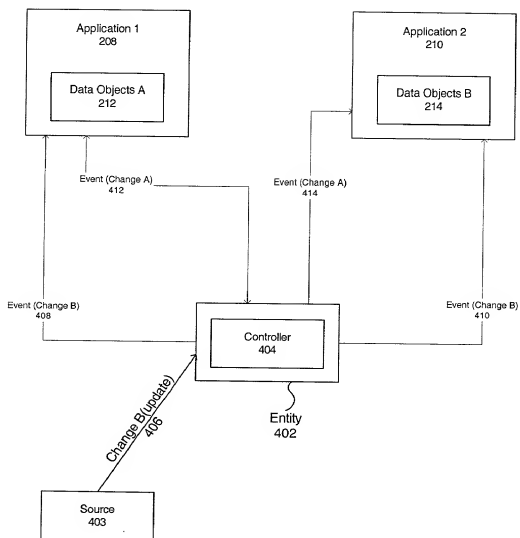 Application 1
208
Data Objects A
212
Application 2
210
Data Objects B
214
Event (Change A)
412
Event (Change A)
414
Event (Change B)
408
Event (Change B)
410
Controller
404
Change B(update)
406
Entity
402
Source
403